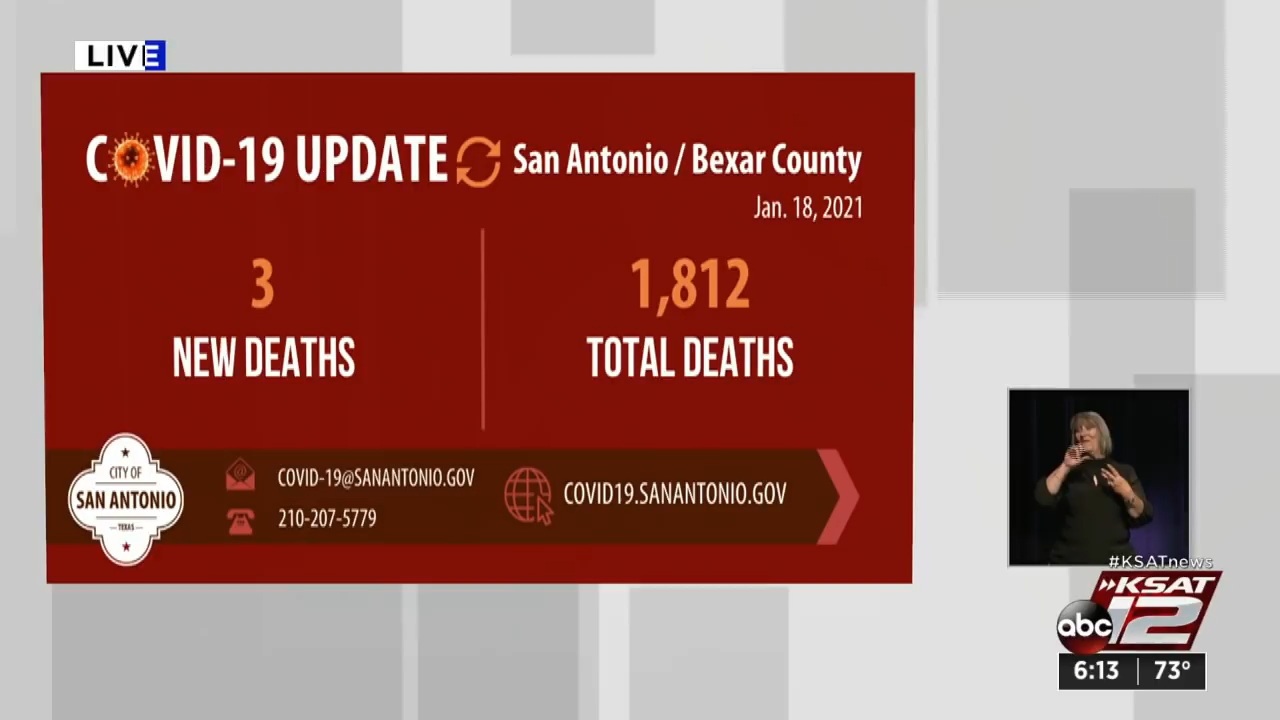 LIVE
COVID-19 UPDATE
San Antonio / Bexar County
Jan. 18, 2021
3
NEW DEATHS
1,812
TOTAL DEATHS
CITY OF
SAN ANTONIO
TEXAS
COVID-19@SANANTONIO.GOV
210-207-5779
COVID19.SANANTONIO.GOV
#KSATnews
KSAT
abc 12
6:13 73°